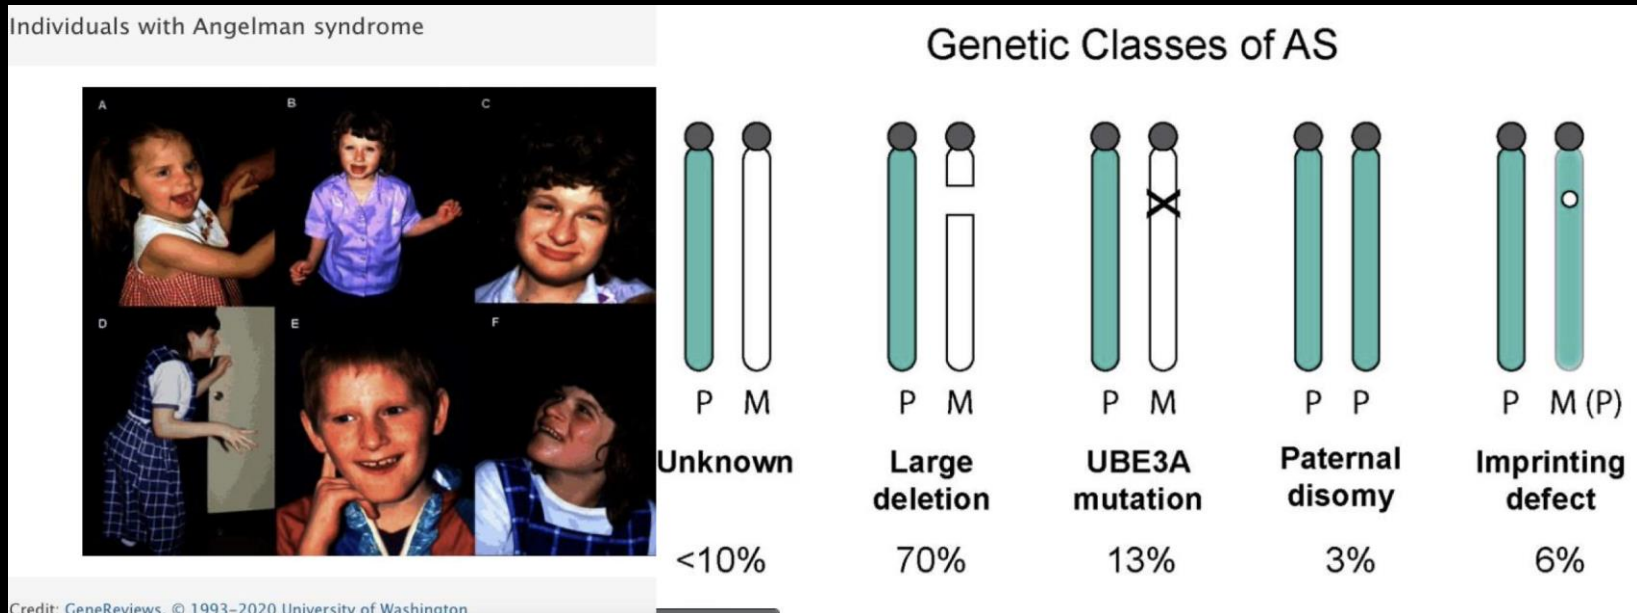 Individuals with Angelman syndrome
A
B
C
D
E
F
Credit: GeneReviews, © 1993-2020 University of Washington
Genetic Classes of AS
P M
P M
P M
P P
P M (P)
Unknown
Large
deletion
UBE3A
mutation
Paternal
disomy
Imprinting
defect
<10%
70%
13%
3%
6%